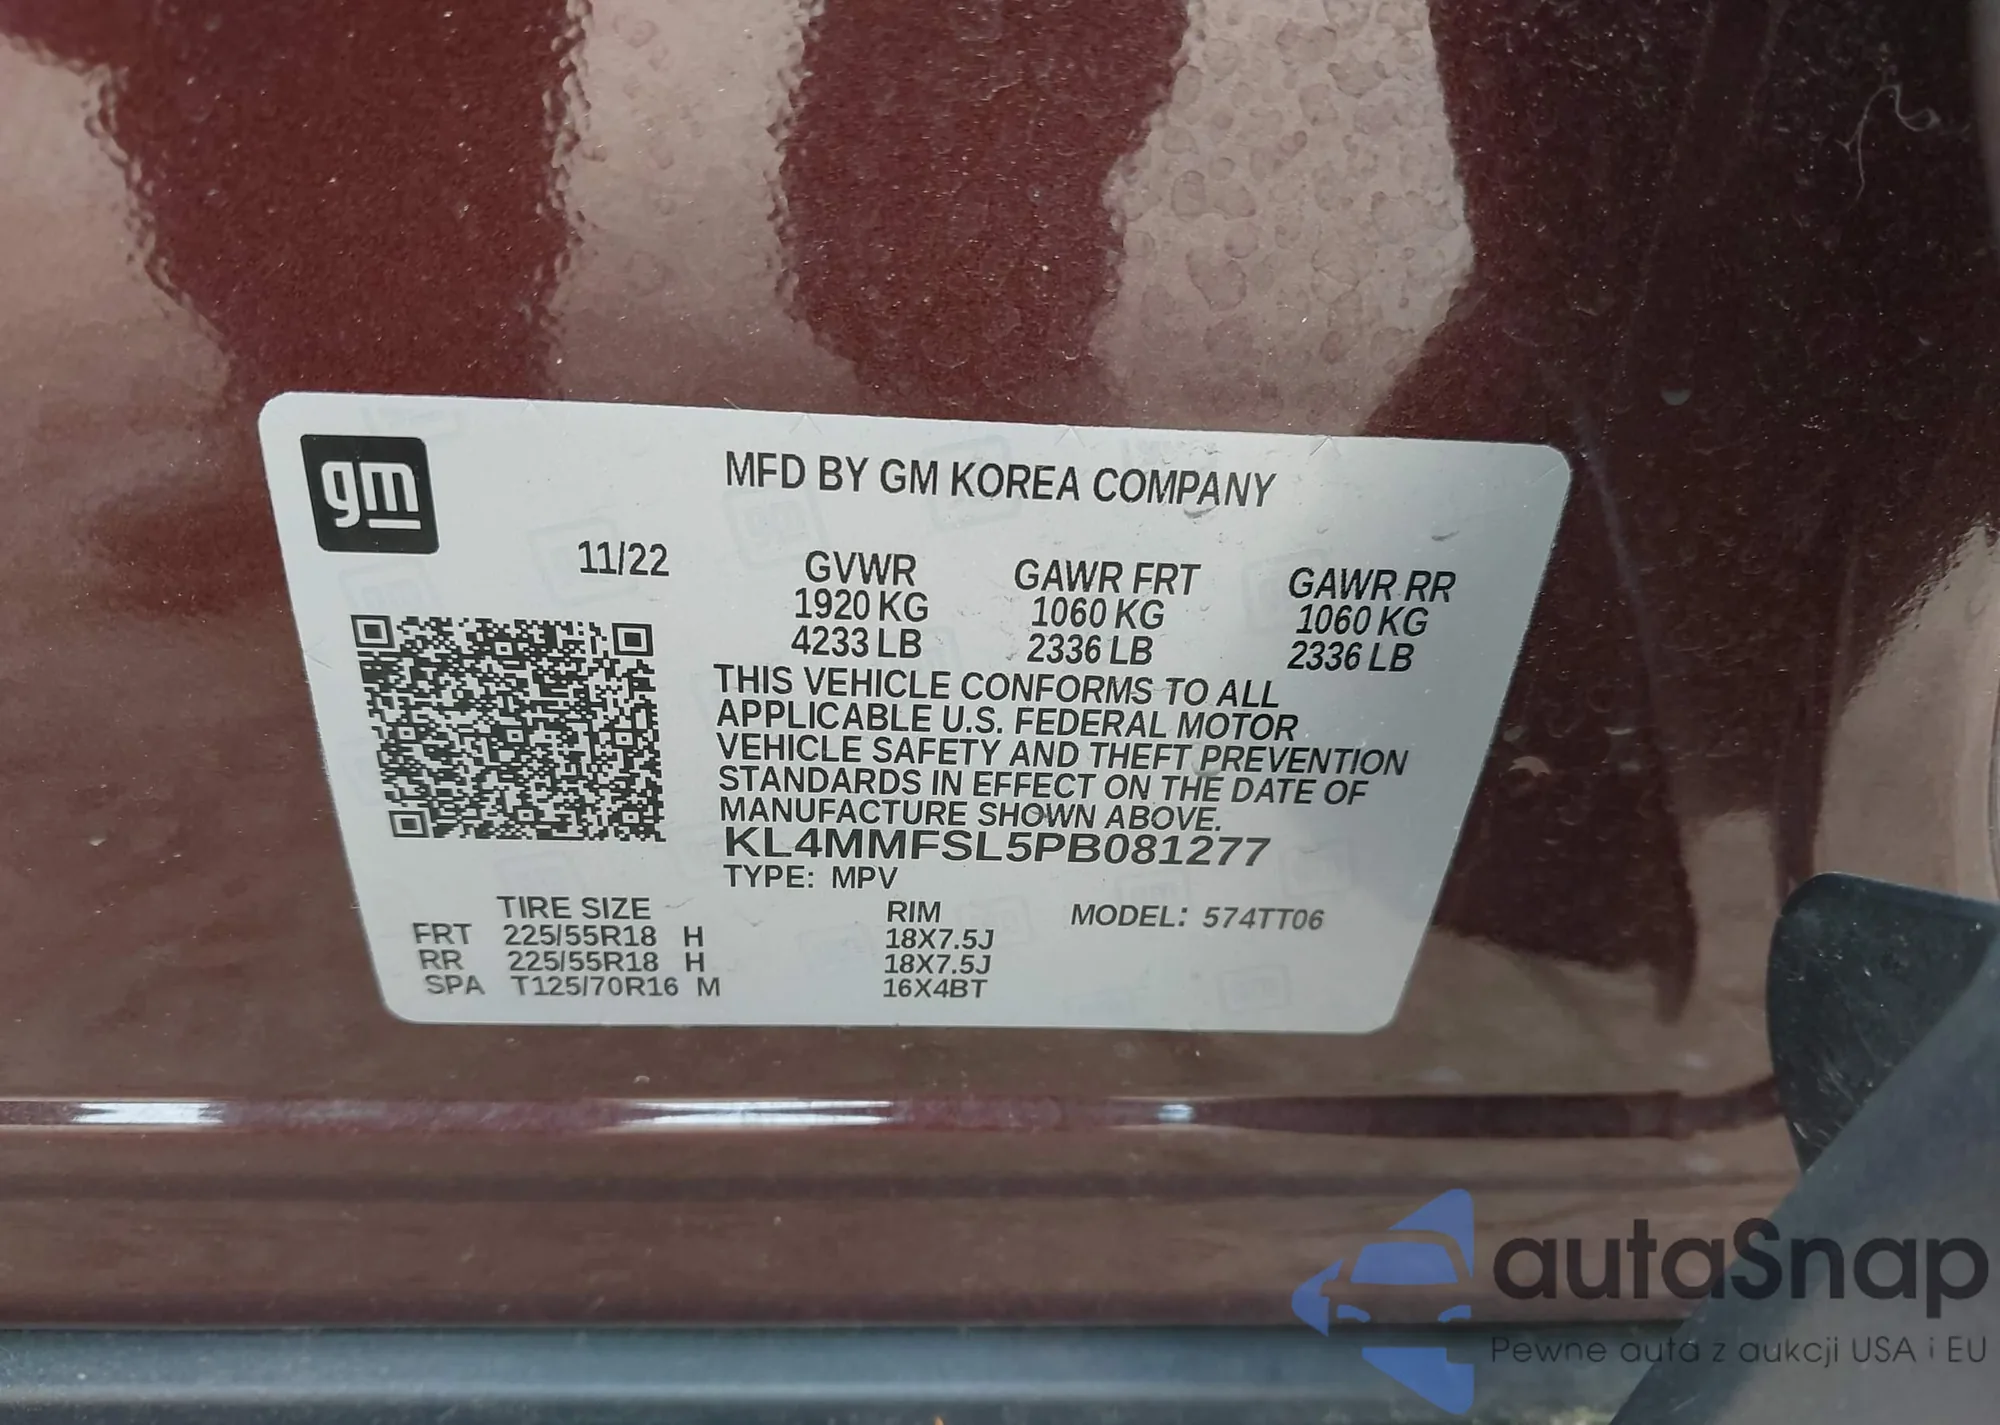 gm
MFD BY GM KOREA COMPANY
11/22
GVWR GAWR FRT GAWR RR
1920 KG 1060 KG 1060 KG
4233 LB 2336 LB 2336 LB
THIS VEHICLE CONFORMS TO ALL
APPLICABLE U.S. FEDERAL MOTOR
VEHICLE SAFETY AND THEFT PREVENTION
STANDARDS IN EFFECT ON THE DATE OF
MANUFACTURE SHOWN ABOVE.
KL4MMFSL5PB081277
TYPE: MPV
TIRE SIZE RIM MODEL: 574TT06
FRT 225/55R18 H 18X7.5J
RR 225/55R18 H 18X7.5J
SPA T125/70R16 M 16X4BT
autaSnap
Pewne auta z aukcji USA i EU